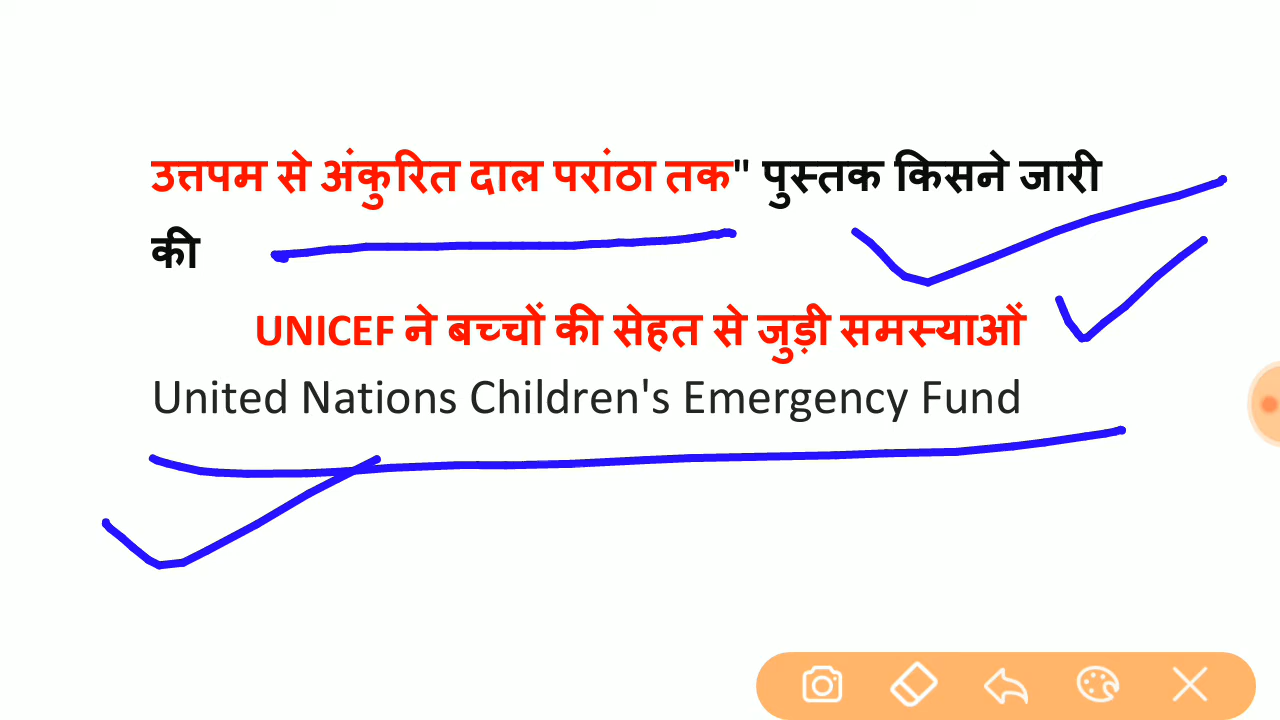 उत्तपम से अंकुरित दाल परांठा तक" पुस्तक किसने जारी
की
UNICEF ने बच्चों की सेहत से जुड़ी समस्याओं
United Nations Children's Emergency Fund